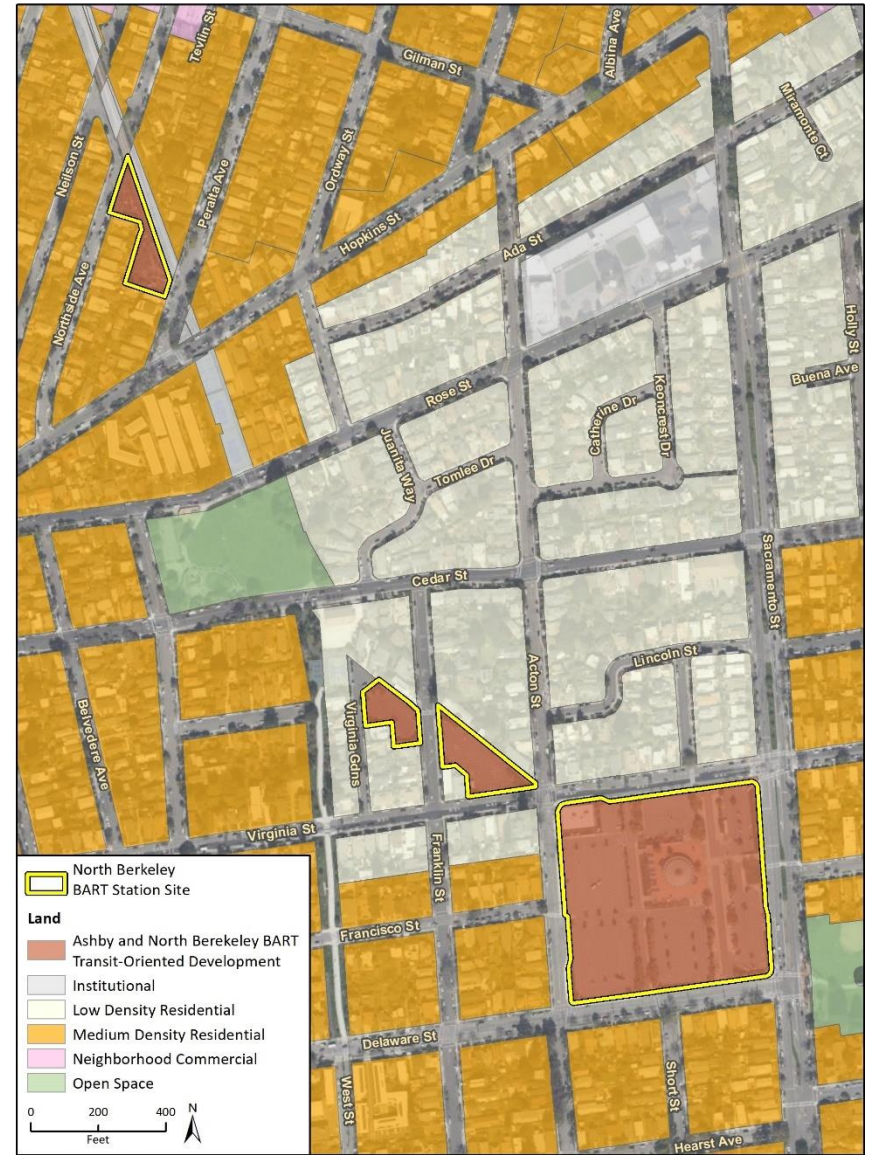 Tevlin St
Gilman St
Albina Ave
Miramonte Ct
Neilson St
Peralta Ave
Ordway St
Hopkins St
Ada St
Northside Ave
Holly St
Buena Ave
Rose St
Catherine Dr
Keoncrest Dr
Juanita Way
Tomlee Dr
Cedar St
Sacramento St
Acton St
Lincoln St
Belvedere Ave
Virginia Gdns
Virginia St
Franklin St
Francisco St
Delaware St
West St
Short St
Hearst Ave
North Berkeley
BART Station Site
Land
Ashby and North Berekeley BART
Transit-Oriented Development
Institutional
Low Density Residential
Medium Density Residential
Neighborhood Commercial
Open Space
0 200 400
Feet
N